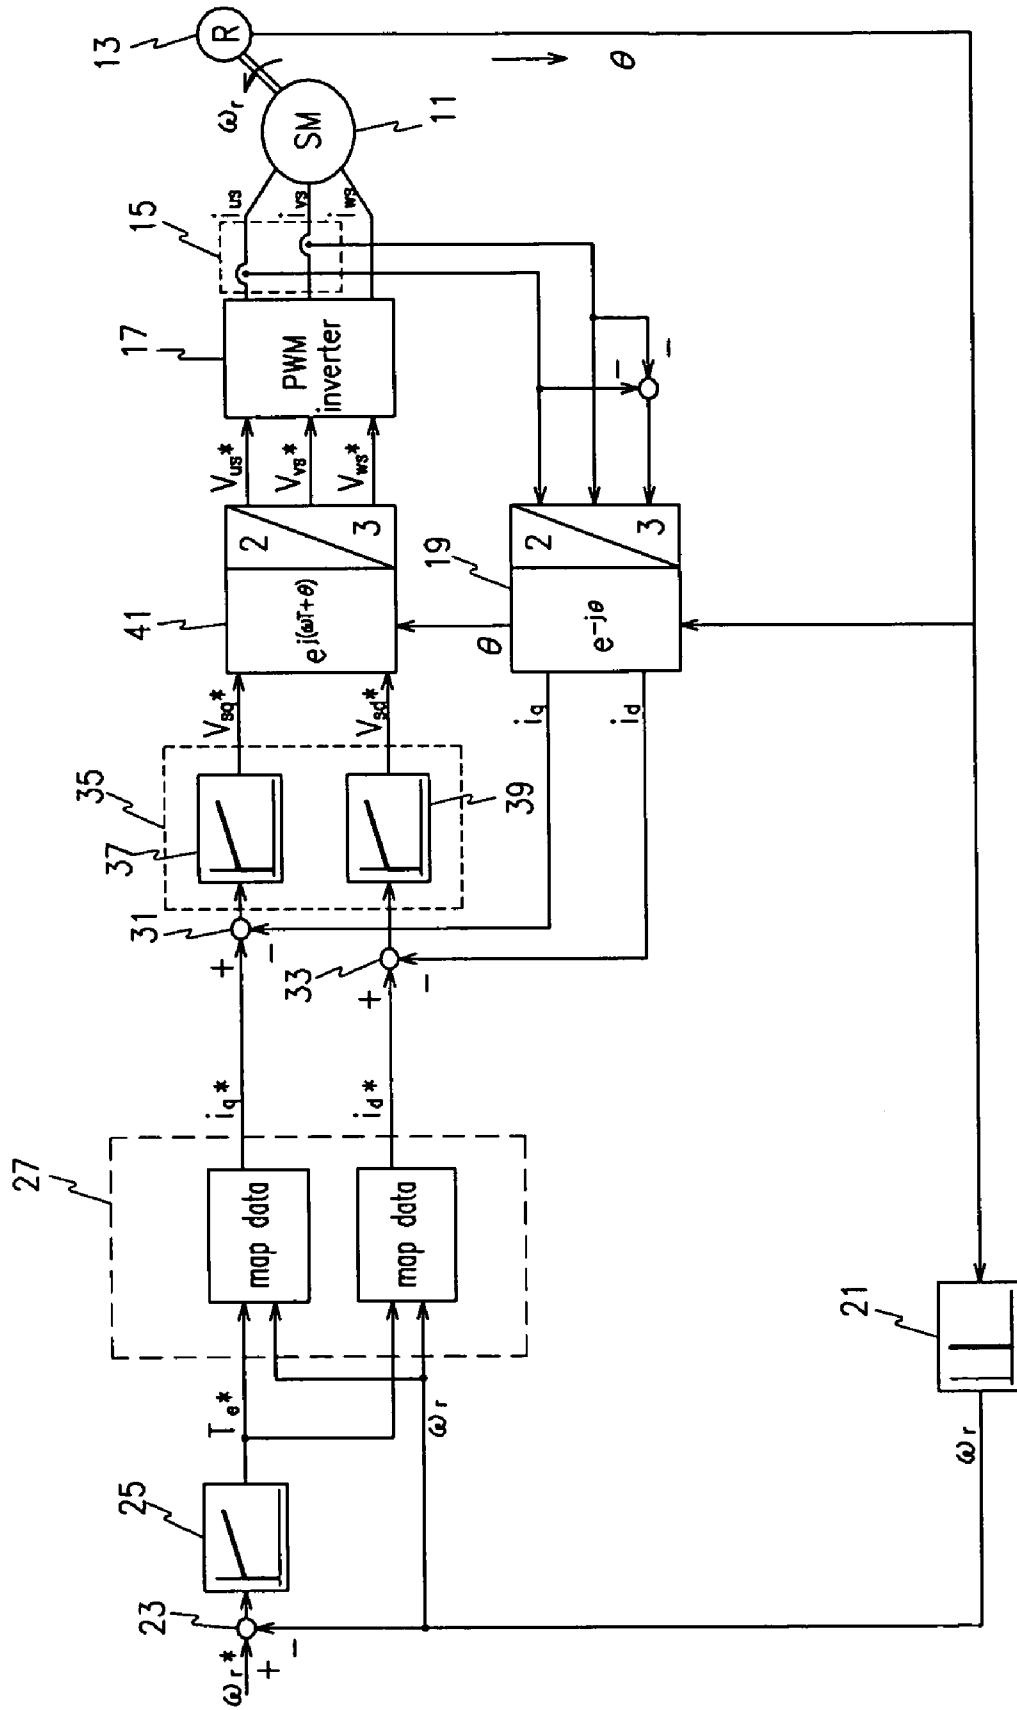 13
R
ωr
SM
11
θ
15
ius
ivs
iws
17
PWM
inverter
Vus*
Vvs*
Vws*
41
2
3
e^j(ωT+θ)
θ
19
2
3
e^-jθ
−
−
Vsq*
Vsd*
iq
id
35
37
39
31
+
−
33
+
−
iq*
id*
27
map data
map data
Te*
ωr
25
23
ωr*
+
−
21
ωr